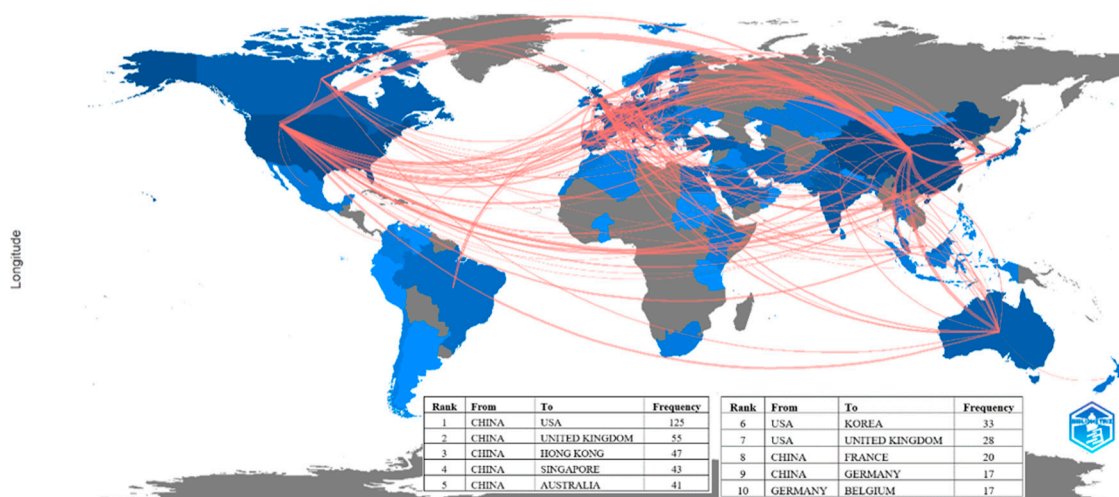 Longitude
Rank From To Frequency
1 CHINA USA 125
2 CHINA UNITED KINGDOM 55
3 CHINA HONG KONG 47
4 CHINA SINGAPORE 43
5 CHINA AUSTRALIA 41
Rank From To Frequency
6 USA KOREA 33
7 USA UNITED KINGDOM 28
8 CHINA FRANCE 20
9 CHINA GERMANY 17
10 GERMANY BELGIUM 17